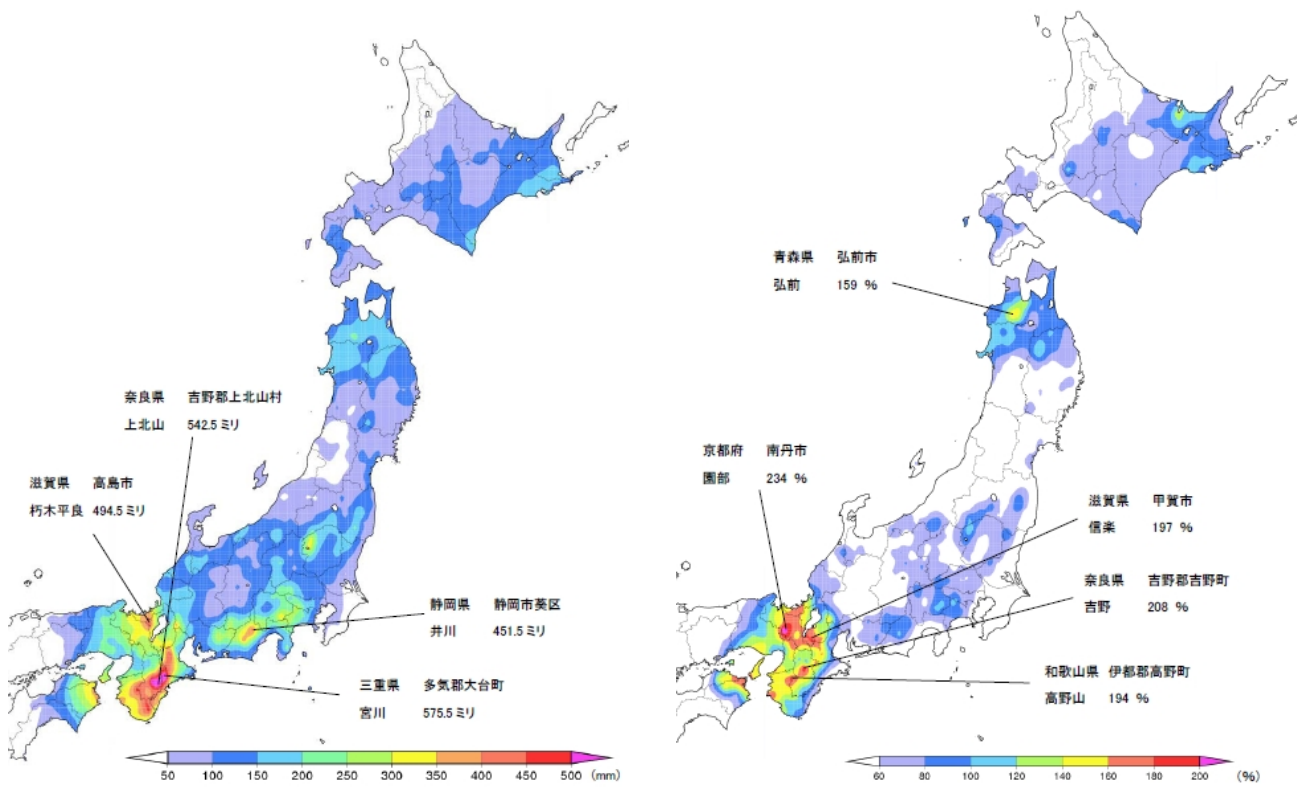 奈良県 吉野郡上北山村
上北山 542.5 ミリ
滋賀県 高島市
朽木平良 494.5 ミリ
静岡県 静岡市葵区
井川 451.5 ミリ
三重県 多気郡大台町
宮川 575.5 ミリ
50 100 150 200 250 300 350 400 450 500 (mm)
青森県 弘前市
弘前 159 %
京都府 南丹市
園部 234 %
滋賀県 甲賀市
信楽 197 %
奈良県 吉野郡吉野町
吉野 208 %
和歌山県 伊都郡高野町
高野山 194 %
60 80 100 120 140 160 180 200 (%)